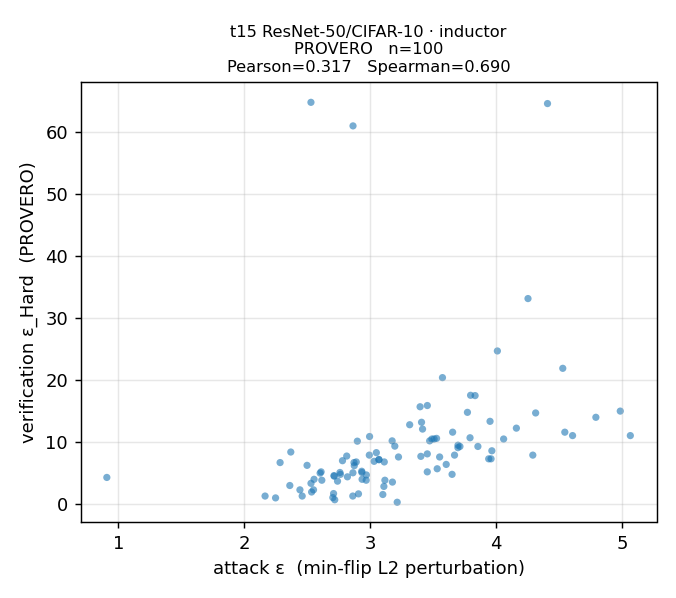 t15 ResNet-50/CIFAR-10 · inductor
PROVERO   n=100
Pearson=0.317   Spearman=0.690
verification ε_Hard  (PROVERO)
60
50
40
30
20
10
0
1
2
3
4
5
attack ε  (min-flip L2 perturbation)